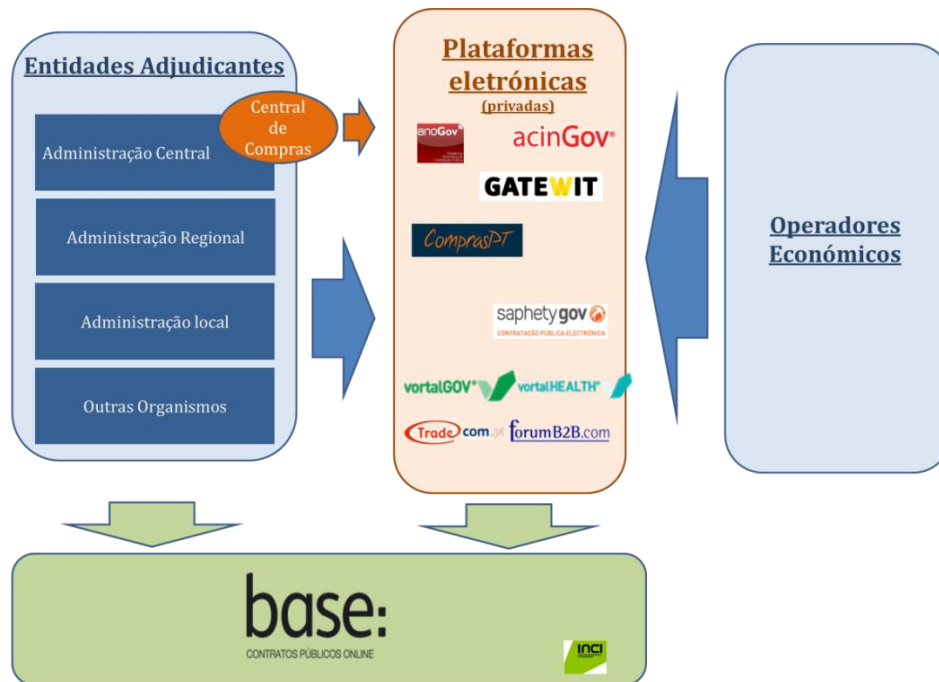 Entidades Adjudicantes
Central
de
Compras
Administração Central
Administração Regional
Administração local
Outras Organismos
Plataformas
eletrónicas
(privadas)
anoGov
acinGov®
GATEWIT
ComprasPT
saphetygov
CONTRATAÇÃO PÚBLICA ELECTRÓNICA
vortalGOV®
vortalHEALTH®
Tradecom.pt
forumB2B.com
Operadores
Económicos
base:
CONTRATOS PÚBLICOS ONLINE
INCI